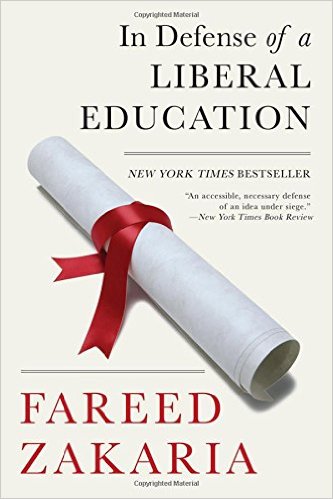 Copyrighted Material
In Defense of a
LIBERAL
EDUCATION
NEW YORK TIMES BESTSELLER
“An accessible, necessary defense
of an idea under siege.”
—New York Times Book Review
FAREED
ZAKARIA
Copyrighted Material